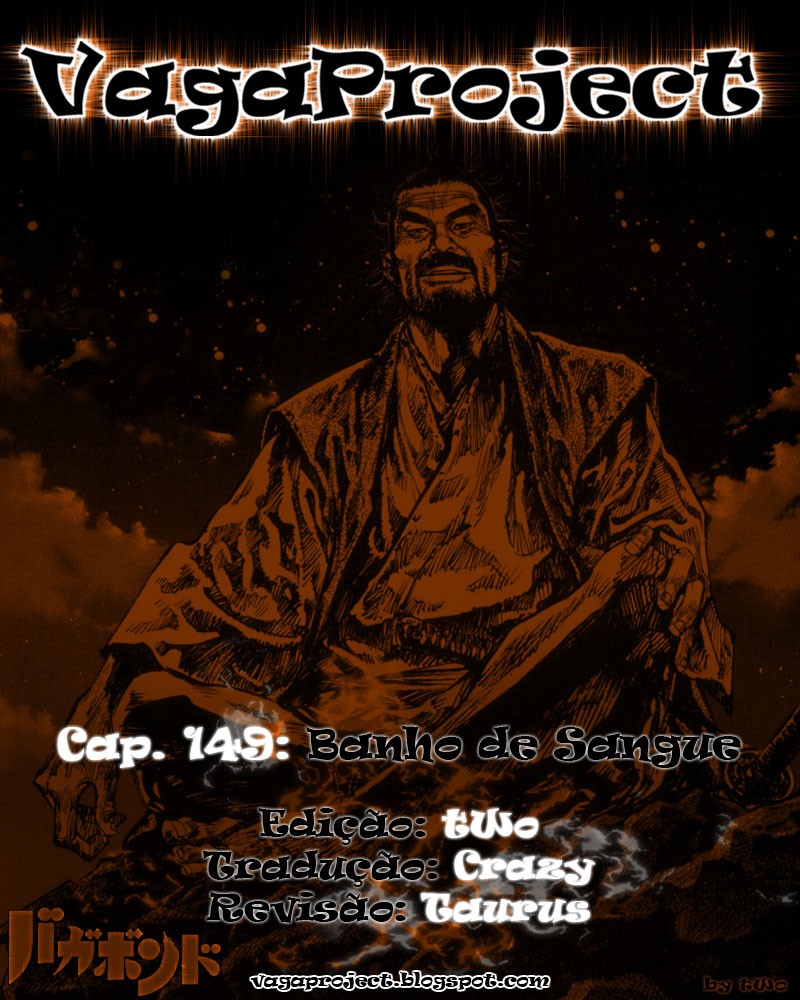 VagaProject
Cap. 149: Banho de Sangue
Edição: tWo
Tradução: Crazy
Revisão: Taurus
バガボンド
vagaproject.blogspot.com
by tWo